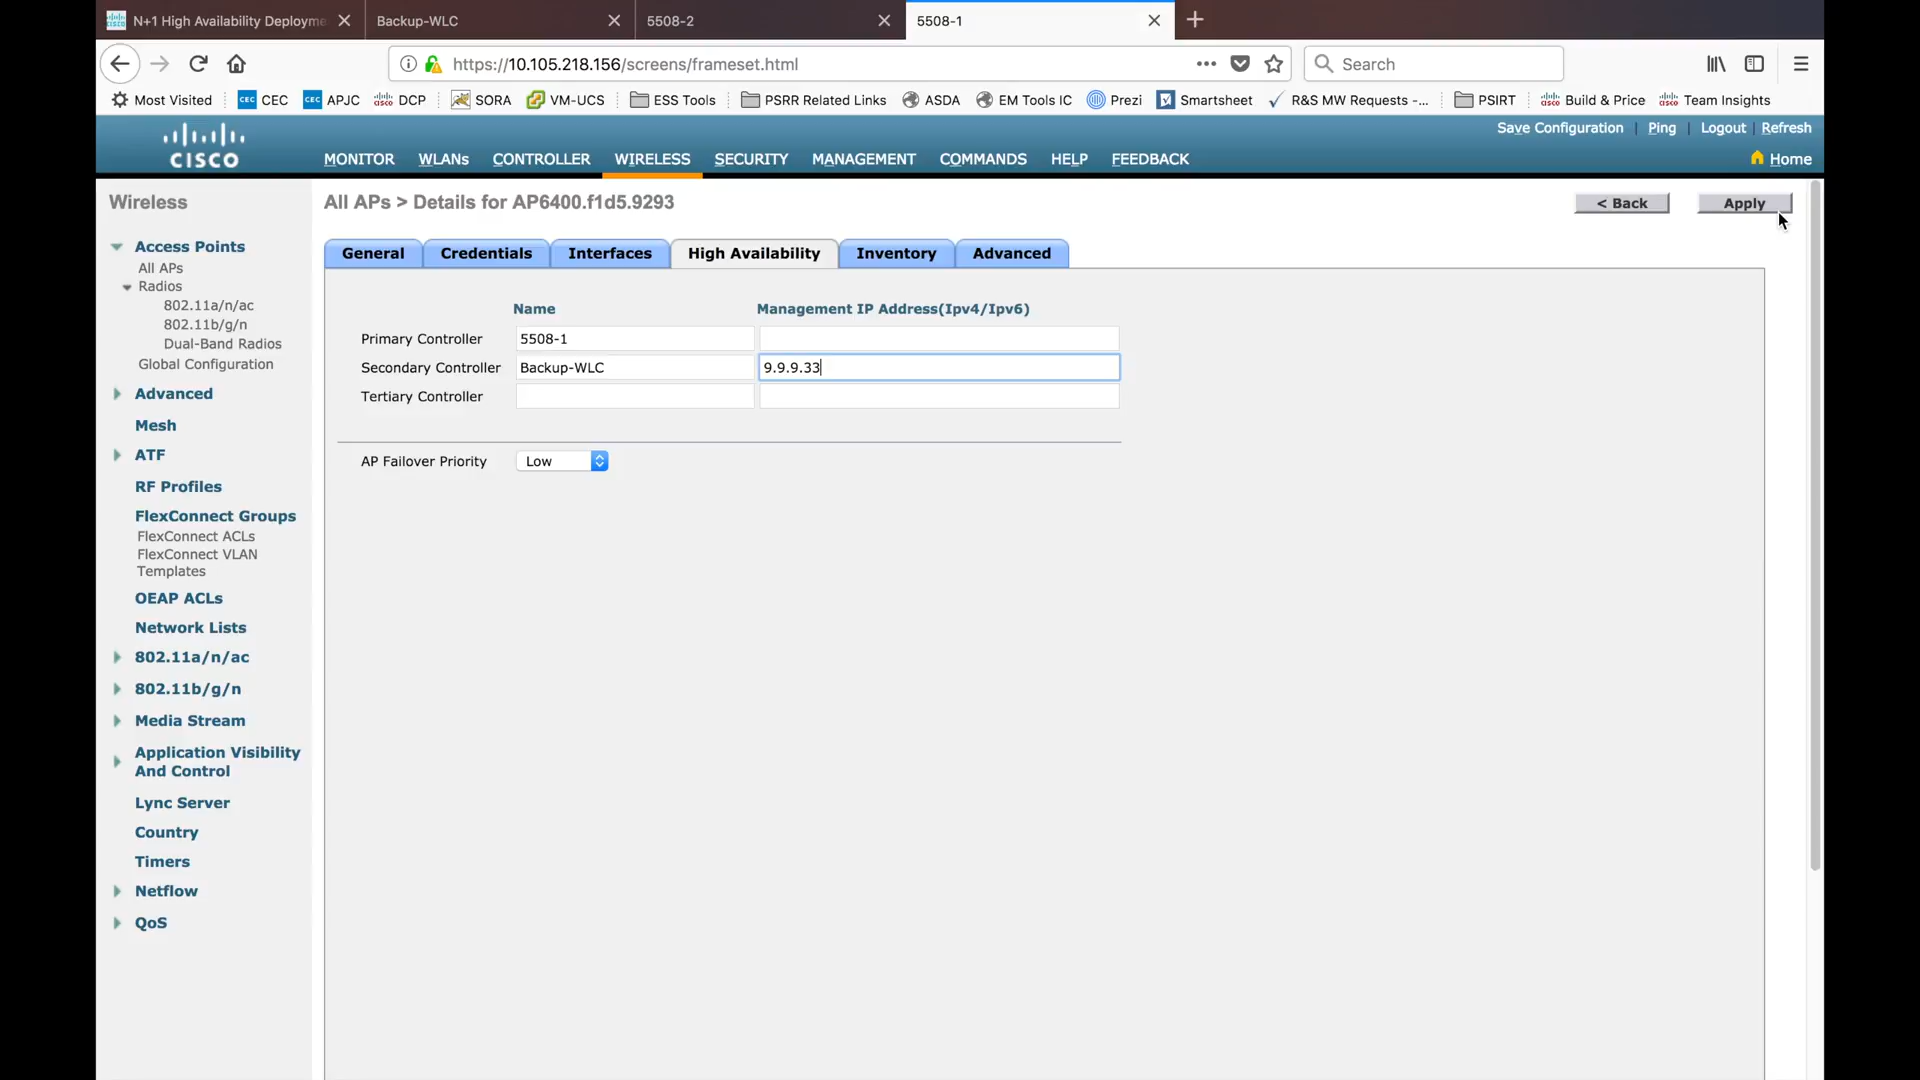 N+1 High Availability Deployme
Backup-WLC
5508-2
5508-1
https://10.105.218.156/screens/frameset.html
Search
Most Visited
CEC CEC
CEC APJC
cisco DCP
SORA
VM-UCS
ESS Tools
PSRR Related Links
ASDA
EM Tools IC
Prezi
Smartsheet
R&S MW Requests -...
PSIRT
cisco Build & Price
cisco Team Insights
Save Configuration | Ping | Logout | Refresh
CISCO
MONITOR WLANs CONTROLLER WIRELESS SECURITY MANAGEMENT COMMANDS HELP FEEDBACK
Home
Wireless
Access Points
All APs
Radios
802.11a/n/ac
802.11b/g/n
Dual-Band Radios
Global Configuration
Advanced
Mesh
ATF
RF Profiles
FlexConnect Groups
FlexConnect ACLs
FlexConnect VLAN
Templates
OEAP ACLs
Network Lists
802.11a/n/ac
802.11b/g/n
Media Stream
Application Visibility
And Control
Lync Server
Country
Timers
Netflow
QoS
All APs > Details for AP6400.f1d5.9293
< Back
Apply
General Credentials Interfaces High Availability Inventory Advanced
Name Management IP Address(Ipv4/Ipv6)
Primary Controller 5508-1
Secondary Controller Backup-WLC 9.9.9.33
Tertiary Controller
AP Failover Priority Low